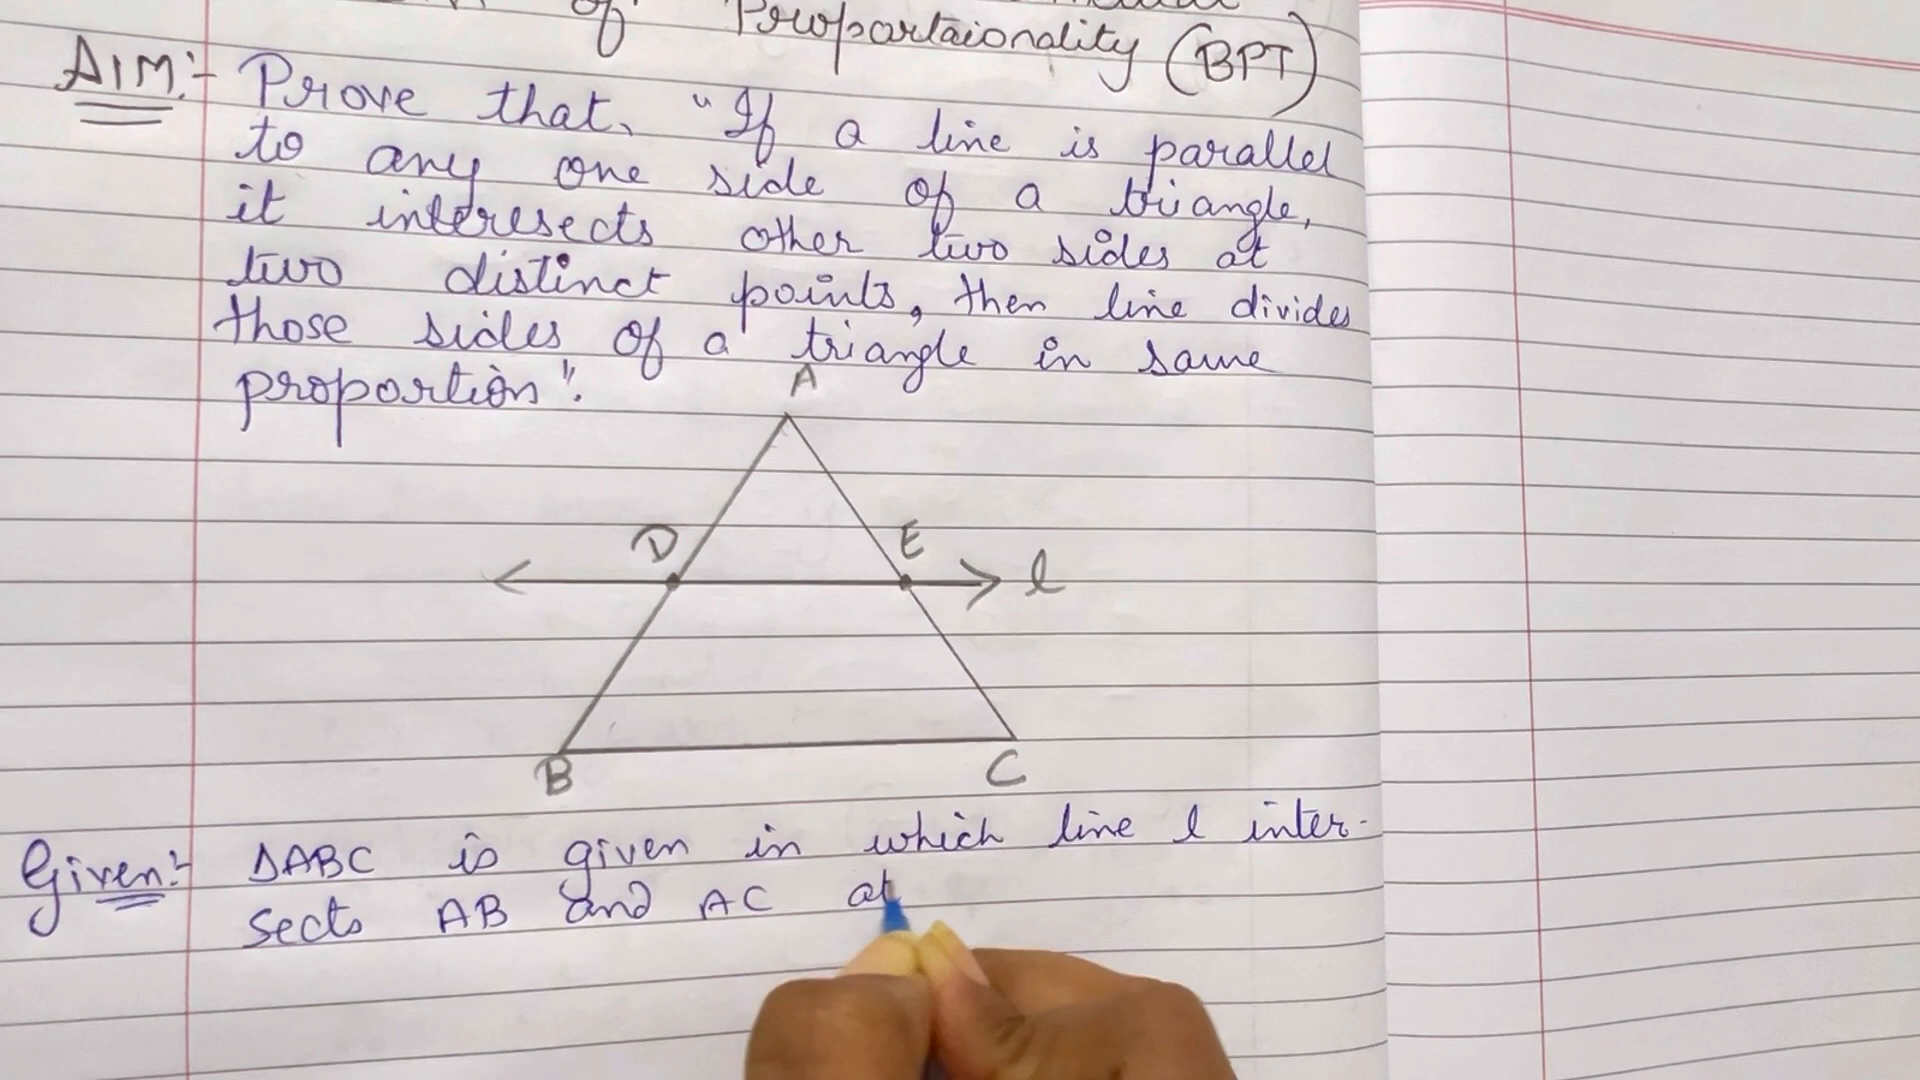 of Proportaionality (BPT)
AIM:- Prove that, "If a line is parallel
to any one side of a triangle,
it interesects other two sides at
two distinct points, then line divides
those sides of a triangle in same
proportion".
A
D E
l
B C
Given:- ΔABC is given in which line l inter-
sects AB and AC at